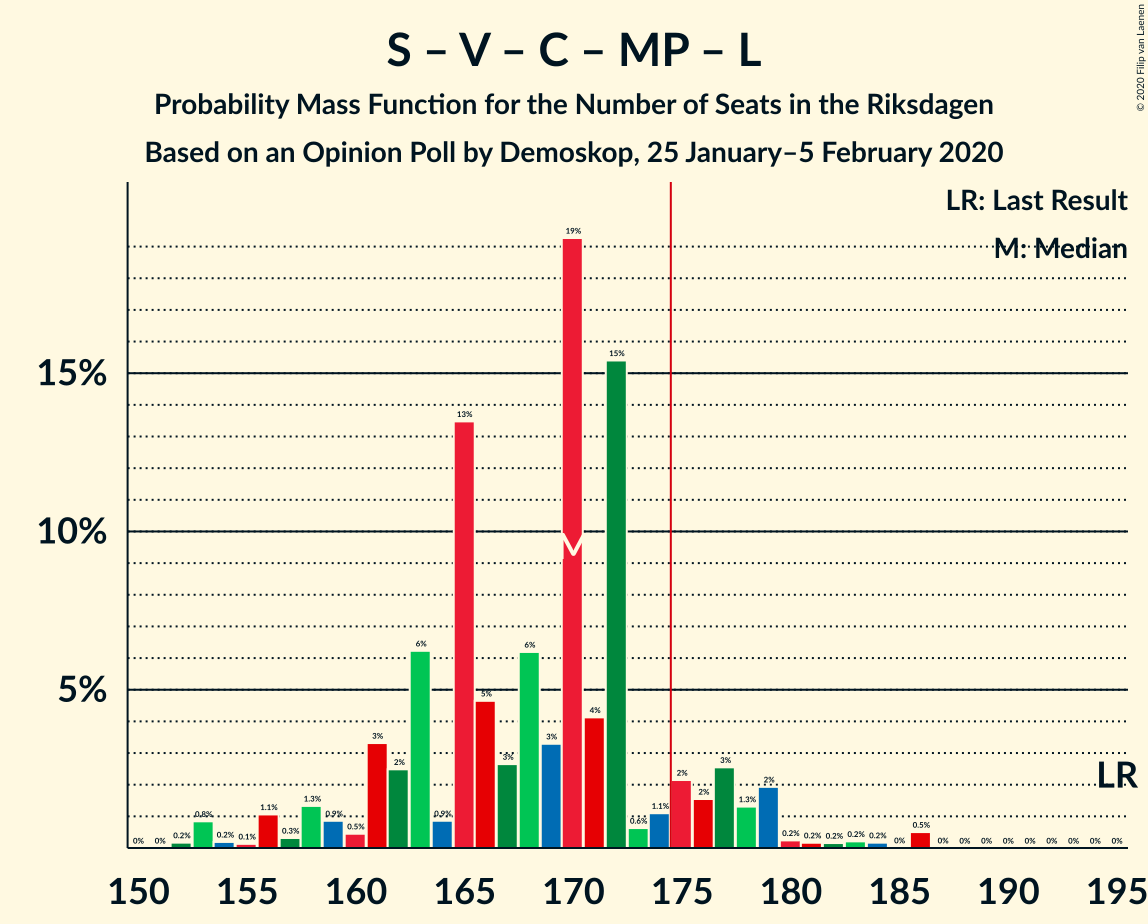 S – V – C – MP – L
Probability Mass Function for the Number of Seats in the Riksdagen
Based on an Opinion Poll by Demoskop, 25 January–5 February 2020
© 2020 Filip van Laenen
LR: Last Result
M: Median
15%
10%
5%
0% 0% 0.2% 0.8% 0.2% 0.1% 1.1% 0.3% 1.3% 0.9% 0.5% 3% 2% 6% 0.9% 13% 5% 3% 6% 3% 19% 4% 15% 0.6% 1.1% 2% 2% 3% 1.3% 2% 0.2% 0.2% 0.2% 0.2% 0.2% 0% 0.5% 0% 0% 0% 0% 0% 0% 0% 0% 0%
M
LR
150 155 160 165 170 175 180 185 190 195